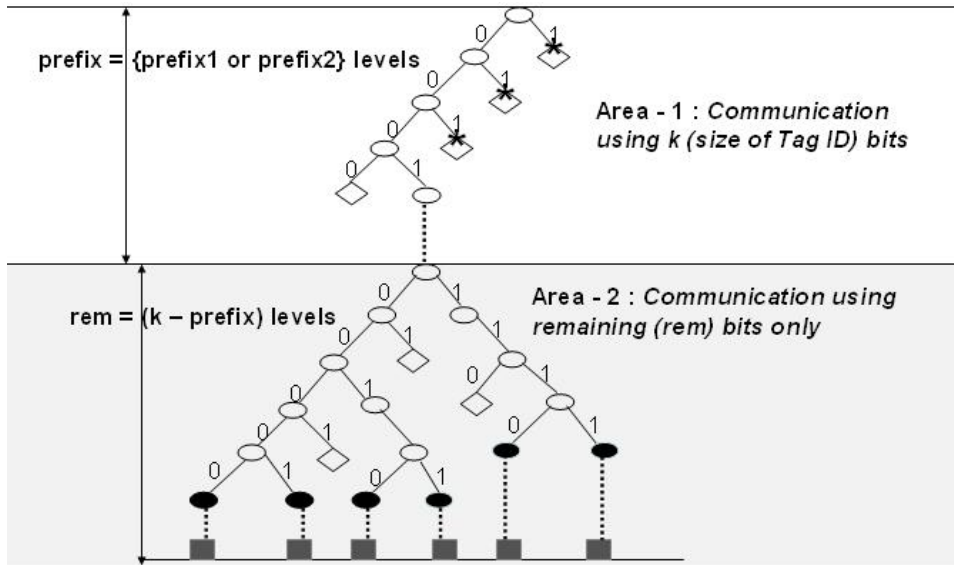 0 1
prefix = {prefix1 or prefix2} levels
*
0 1
*
0 1
*
Area - 1 : Communication
using k (size of Tag ID) bits
0 1
0 1
rem = (k – prefix) levels
Area - 2 : Communication using
remaining (rem) bits only
0 1
0 1 1
0 1 0 1
0 1 0 1
0 1 0 1